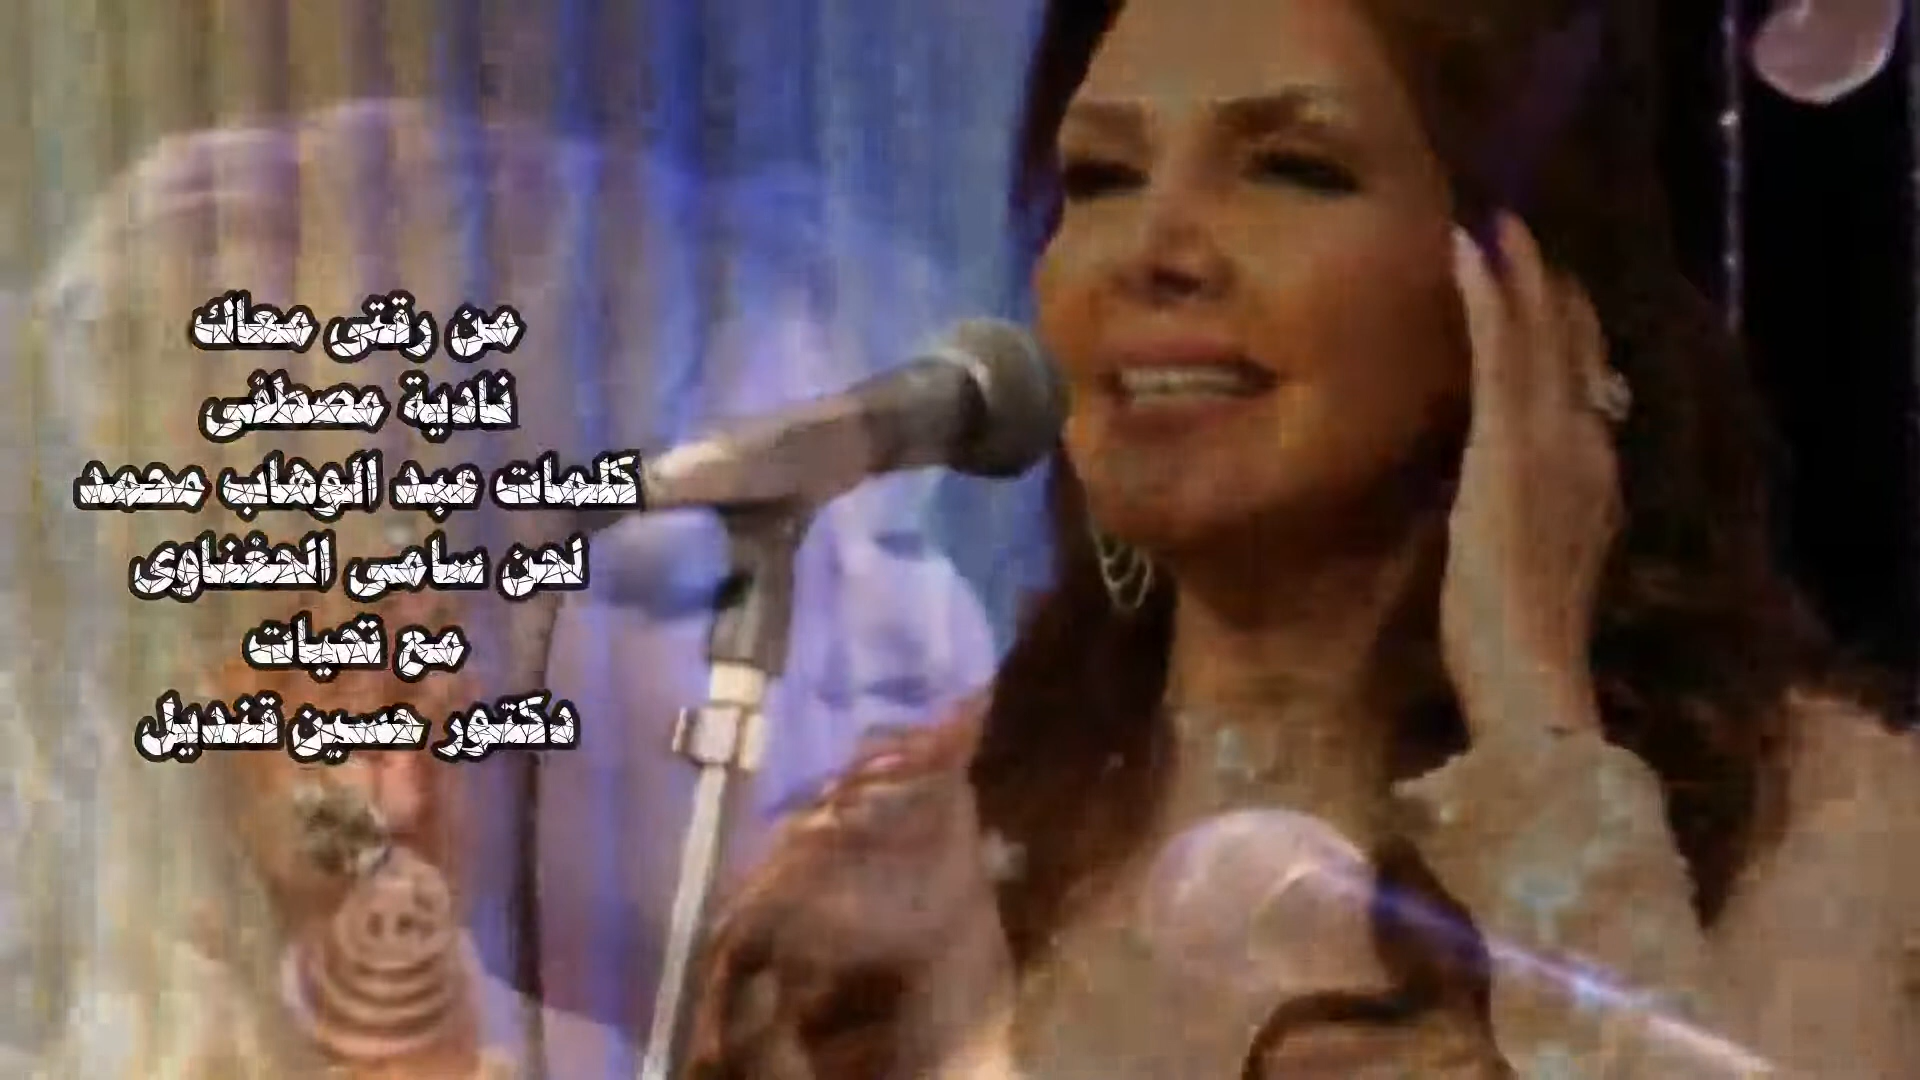 من رقتى معاك
نادية مصطفى
كلمات عبد الوهاب محمد
لحن سامى الحفناوى
مع تحيات
دكتور حسين قنديل